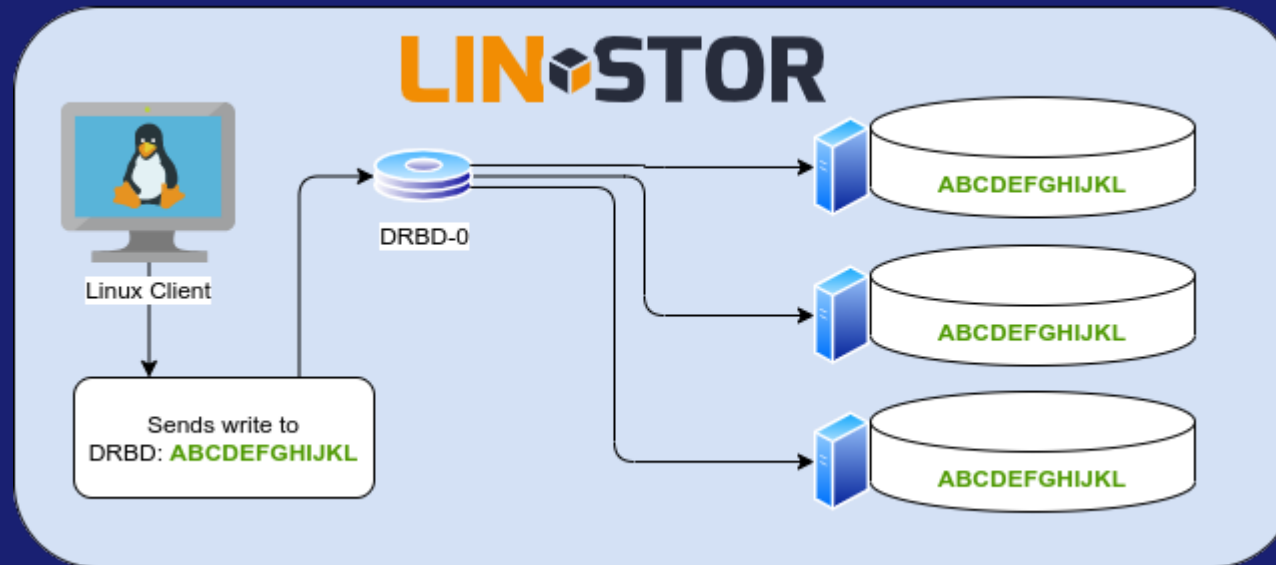 LINSTOR
Linux Client
Sends write to
DRBD: ABCDEFGHIJKL
DRBD-0
ABCDEFGHIJKL
ABCDEFGHIJKL
ABCDEFGHIJKL